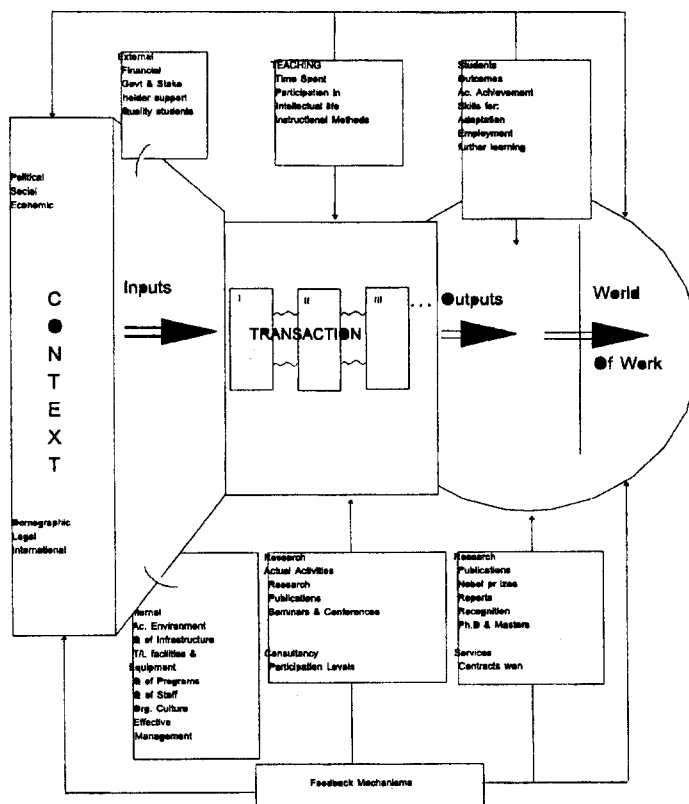 External
Financial
Govt & Stake
holder support
Quality students
TEACHING
Time Spent
Participation In
Intellectual life
Instructional Methods
Students
Outcomes
Ac. Achievement
Skills for:
Adaptation
Employment
further learning
Political
Social
Economic
CONTEXT
Demographic
Legal
International
Inputs
I
II
III
...
TRANSACTION
Outputs
World
Of Work
ternal
Ac. Environment
of Infrastructure
T/L facilities &
Equipment
of Programs
of Staff
Org. Culture
Effective
Management
Research
Actual Activities
Research
Publications
Seminars & Conferences
Consultancy
Participation Levels
Research
Publications
Nobel prizes
Reports
Recognition
Ph.D & Masters
Services
Contracts won
Feedback Mechanisms